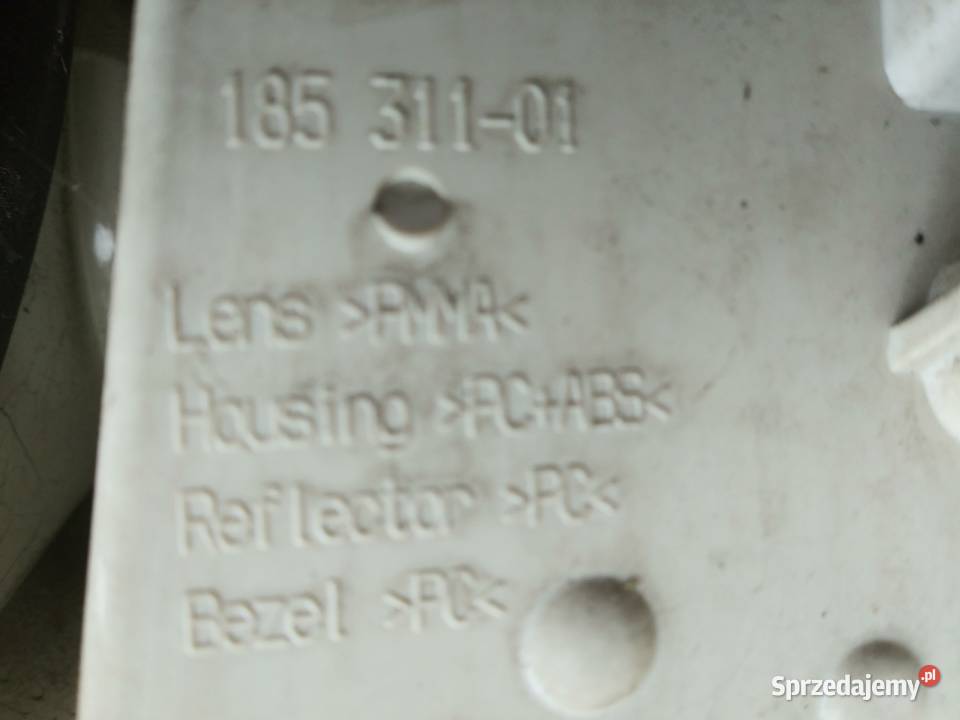 185 311-01
Lens >PMMA<
Housing >PC+ABS<
Reflector >PC<
Bezel >PC<
Sprzedajemy.pl